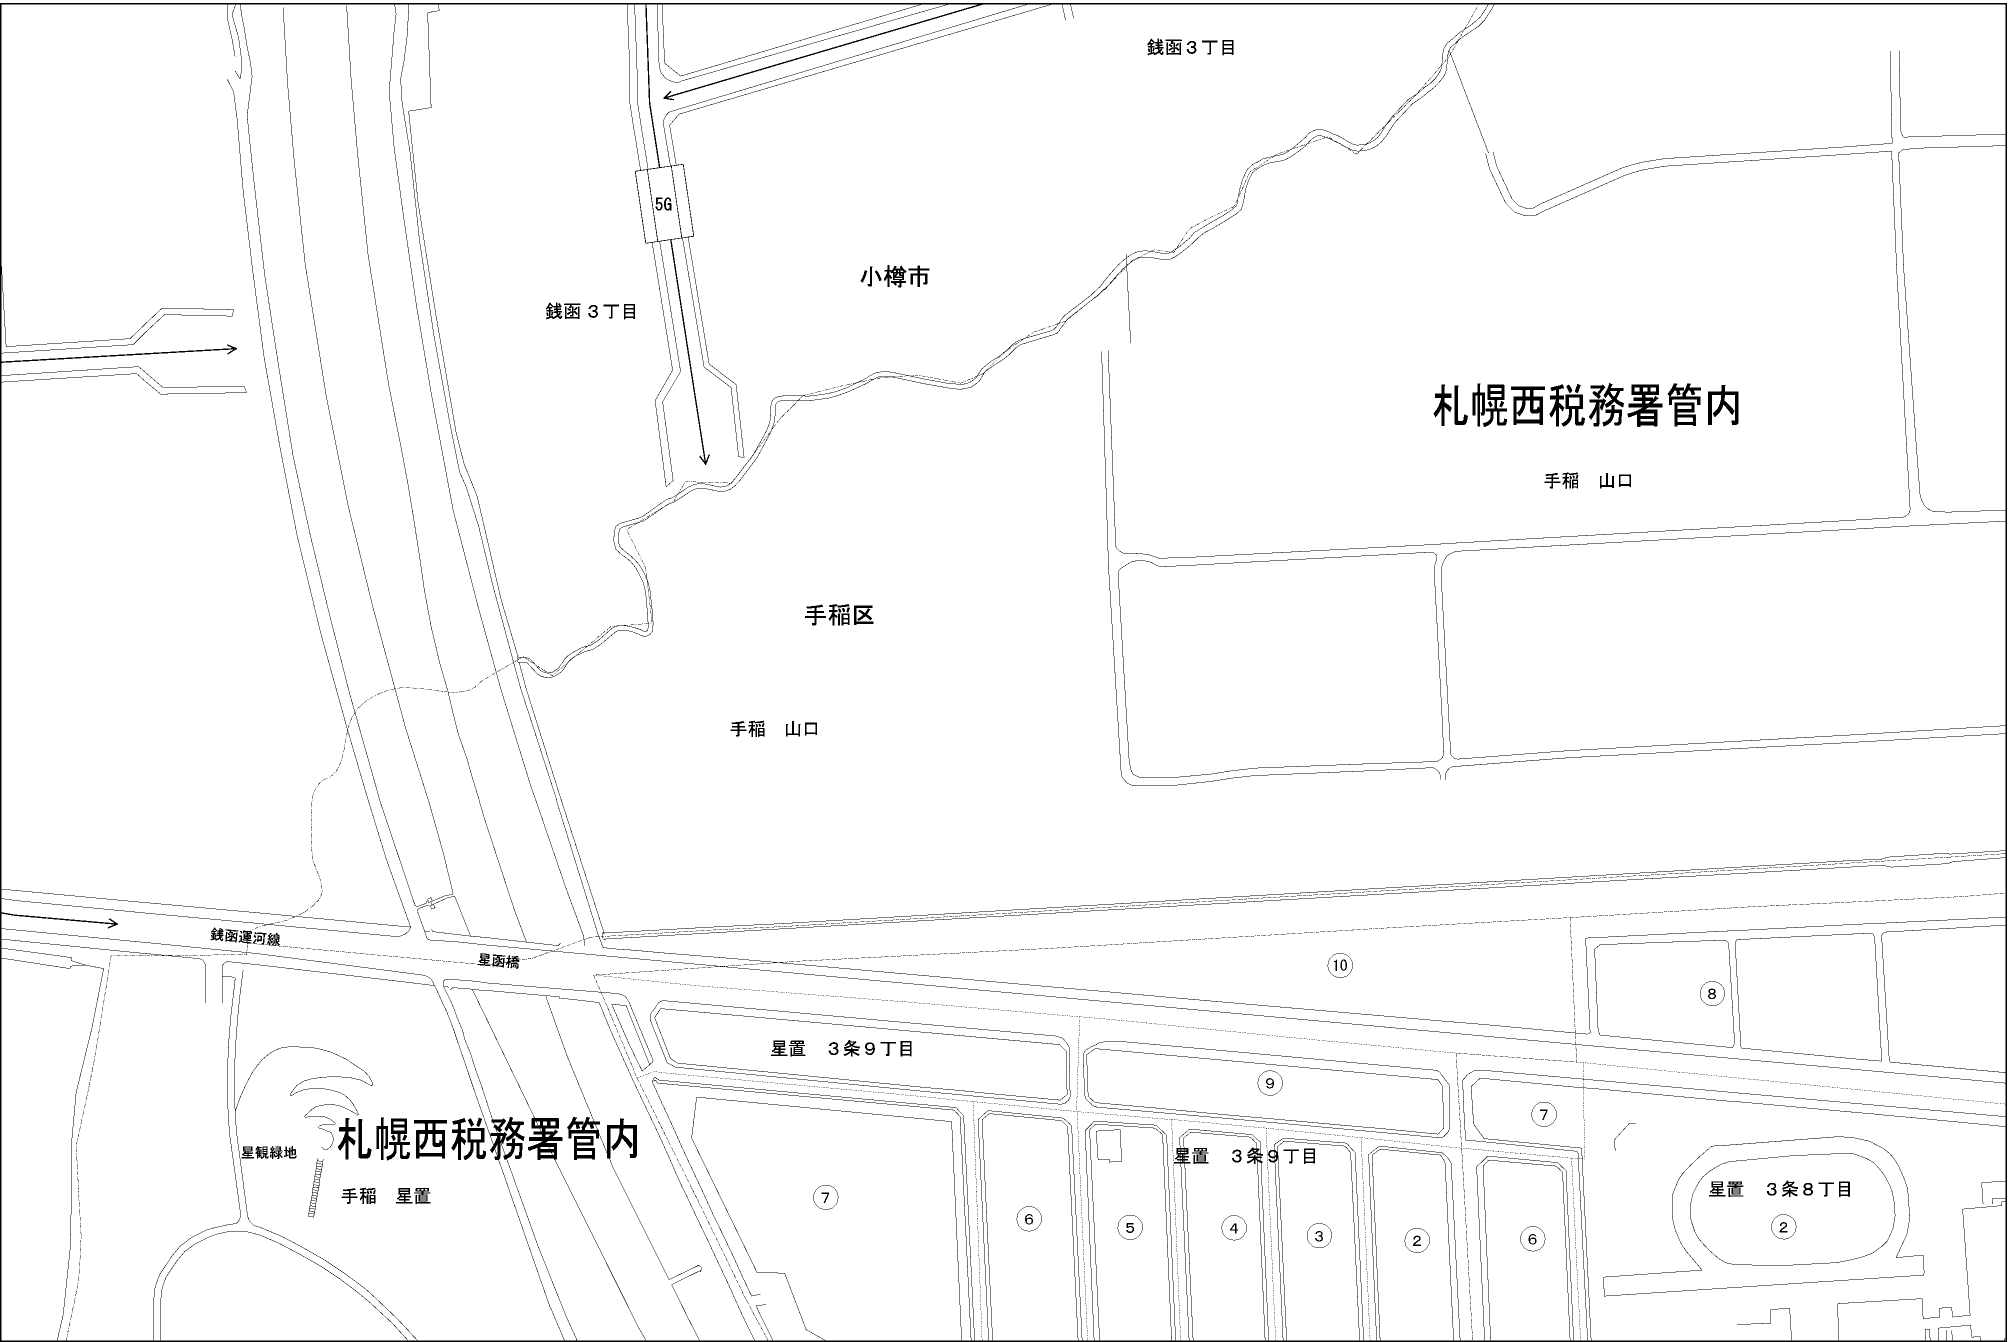 銭函３丁目
5G
小樽市
銭函３丁目
札幌西税務署管内
手稲　山口
手稲区
手稲　山口
銭函運河線
星函橋
10
8
星置　３条９丁目
9
7
札幌西税務署管内
星観緑地
星置　３条９丁目
手稲　星置
星置　３条８丁目
7
6
5
4
3
2
6
2